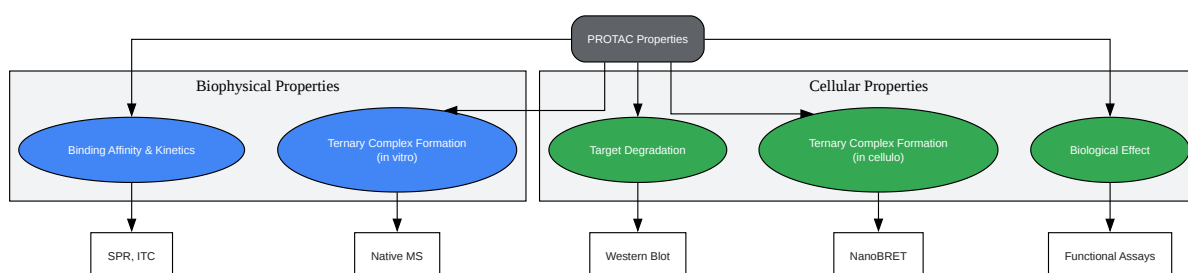 PROTAC Properties
Biophysical Properties
Cellular Properties
Binding Affinity & Kinetics
Ternary Complex Formation
(in vitro)
Target Degradation
Ternary Complex Formation
(in cellulo)
Biological Effect
SPR, ITC
Native MS
Western Blot
NanoBRET
Functional Assays